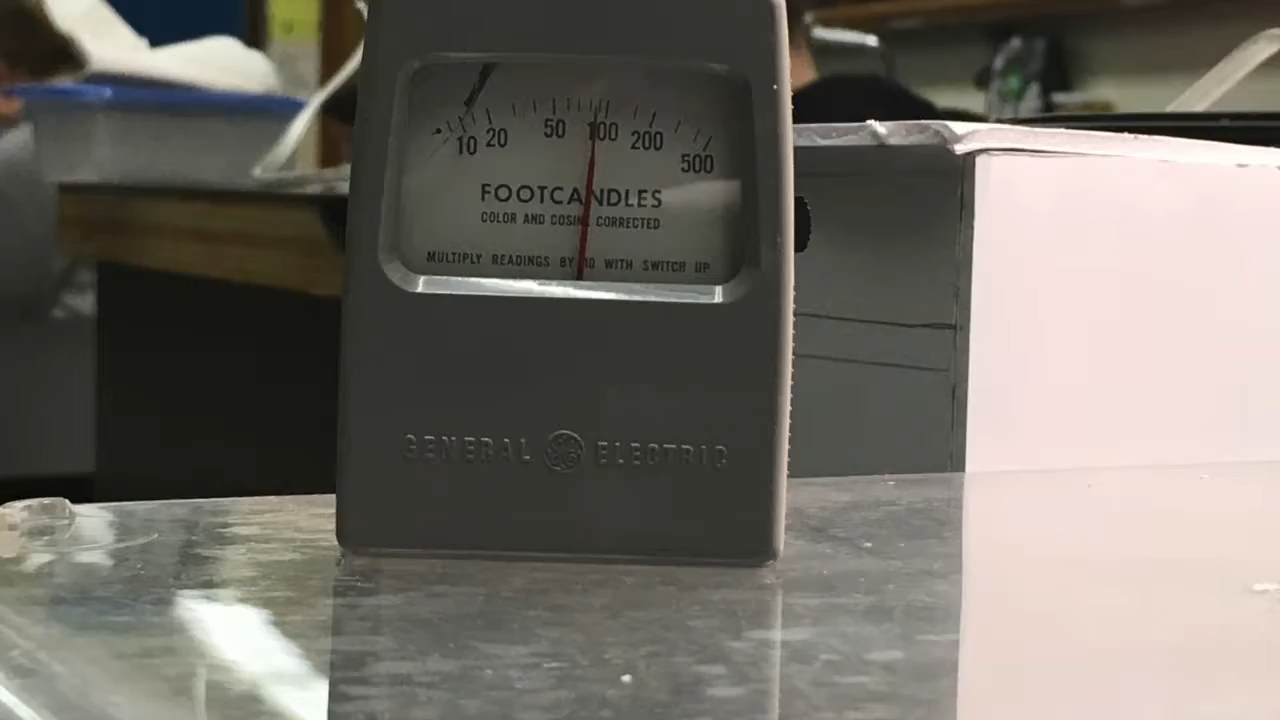 10 20 50 100 200 500
FOOTCANDLES
COLOR AND COSINE CORRECTED
MULTIPLY READINGS BY 10 WITH SWITCH UP
GENERAL GE ELECTRIC